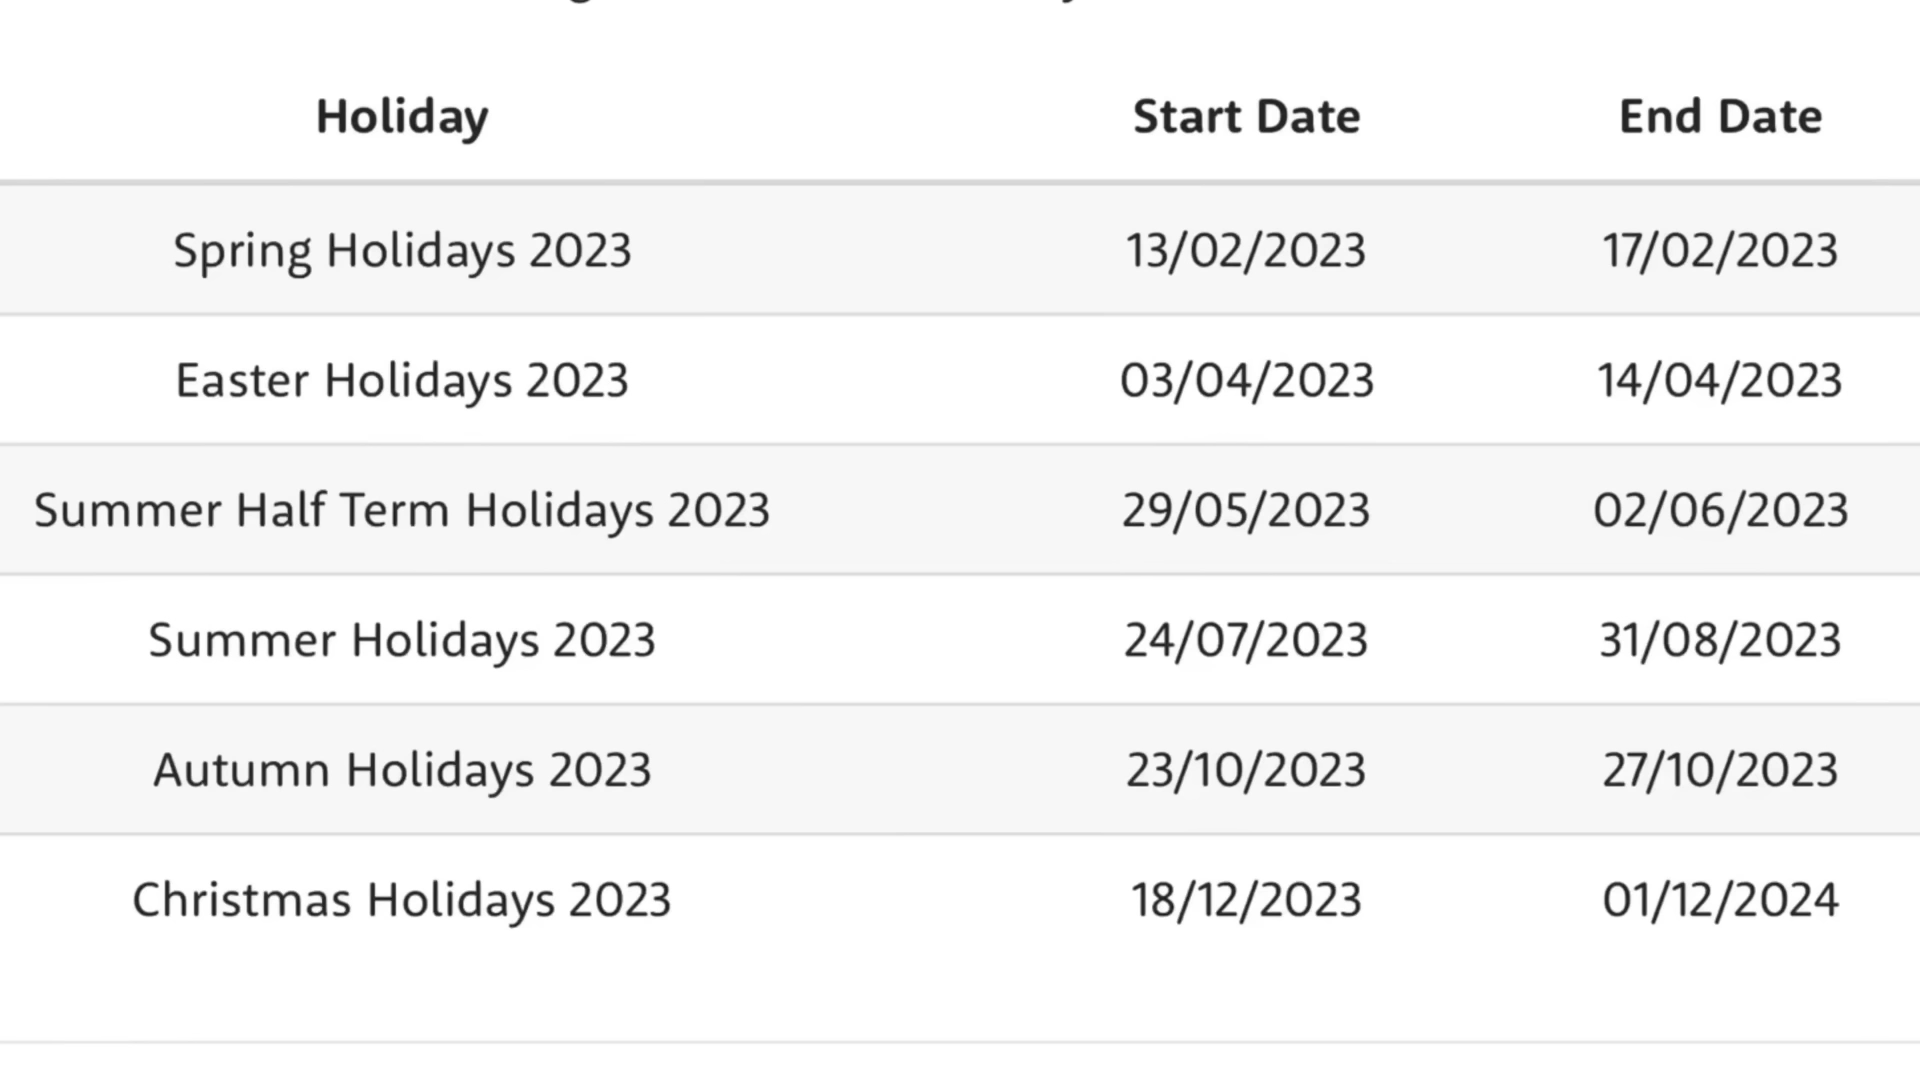 Holiday Start Date End Date
Spring Holidays 2023 13/02/2023 17/02/2023
Easter Holidays 2023 03/04/2023 14/04/2023
Summer Half Term Holidays 2023 29/05/2023 02/06/2023
Summer Holidays 2023 24/07/2023 31/08/2023
Autumn Holidays 2023 23/10/2023 27/10/2023
Christmas Holidays 2023 18/12/2023 01/12/2024